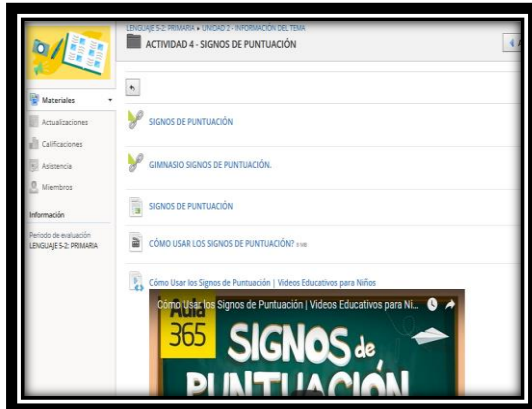 LENGUAJE 5-2: PRIMARIA ▸ UNIDAD 2 - INFORMACIÓN DEL TEMA
ACTIVIDAD 4 - SIGNOS DE PUNTUACIÓN
Materiales
Actualizaciones
Calificaciones
Asistencia
Miembros
Información
Periodo de evaluación
LENGUAJE 5-2: PRIMARIA
SIGNOS DE PUNTUACIÓN
GIMNASIO SIGNOS DE PUNTUACIÓN.
SIGNOS DE PUNTUACIÓN
CÓMO USAR LOS SIGNOS DE PUNTUACIÓN?
Cómo Usar los Signos de Puntuación | Videos Educativos para Niños
Cómo Usar los Signos de Puntuación | Videos Educativos para Ni...
Aula
365
SIGNOS de
PUNTUACIÓN